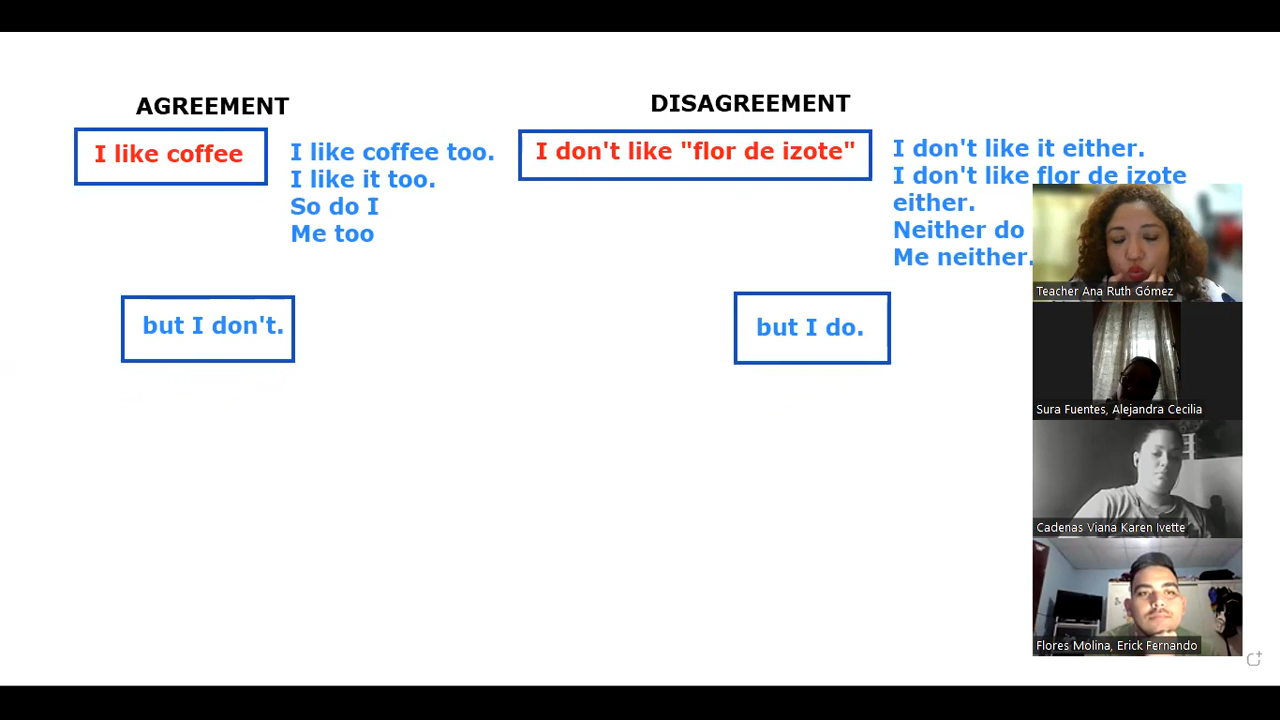 AGREEMENT
I like coffee
I like coffee too.
I like it too.
So do I
Me too
but I don't.
DISAGREEMENT
I don't like "flor de izote"
I don't like it either.
I don't like flor de izote
either.
Neither do
Me neither.
but I do.
Teacher Ana Ruth Gómez
Sura Fuentes, Alejandra Cecilia
Cadenas Viana Karen Ivette
Flores Molina, Erick Fernando